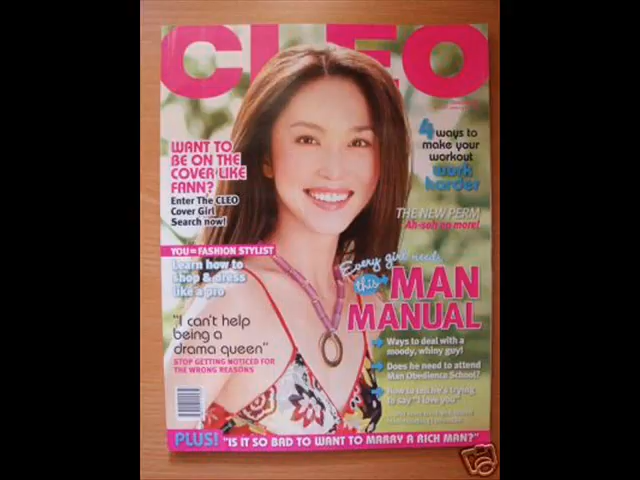 CLEO
WANT TO
BE ON THE
COVER LIKE
FANN?
Enter The CLEO
Cover Girl
Search now!
4 ways to
make your
workout
work
harder
THE NEW PERM
Ah-soh no more!
YOU = FASHION STYLIST
Learn how to
shop & dress
like a pro
Every girl needs
this
MAN
MANUAL
"I can't help
being a
drama queen"
STOP GETTING NOTICED FOR
THE WRONG REASONS
Ways to deal with a
moody, whiny guy!
Does he need to attend
Man Obedience School?
How to
trying
to say "I love you"
PLUS! "IS IT SO BAD TO WANT TO MARRY A RICH MAN?"